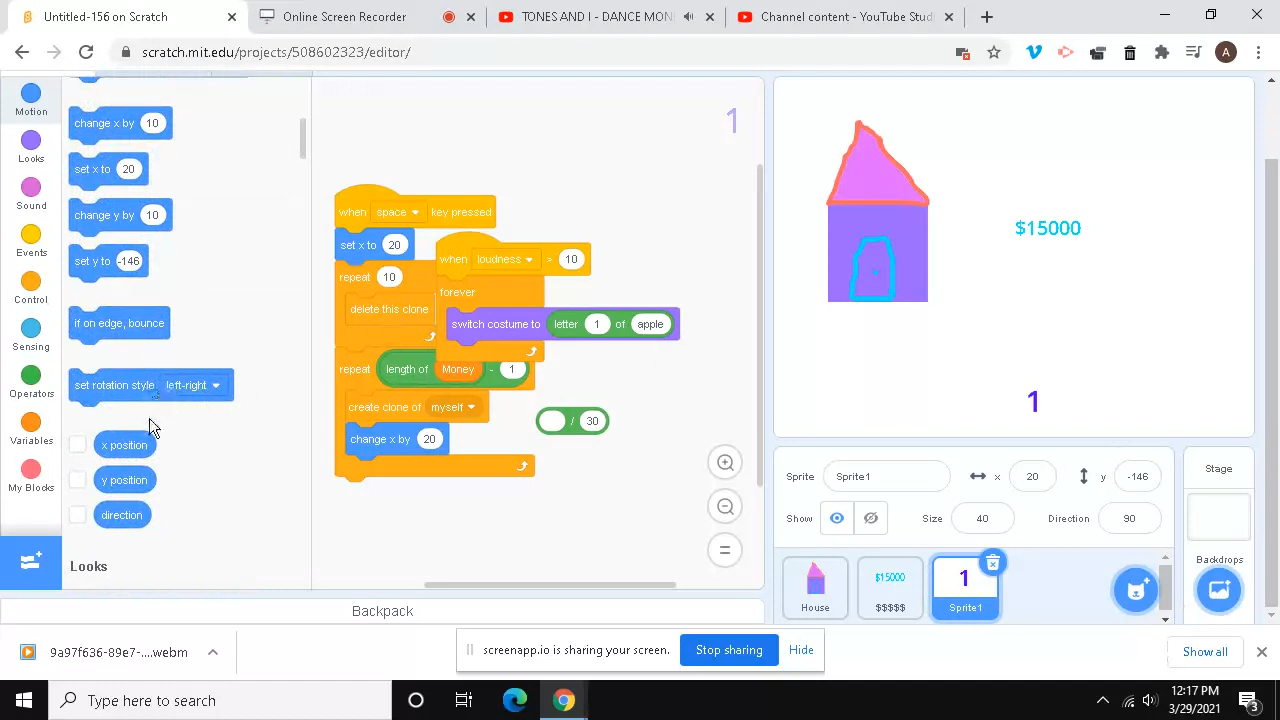 Untitled-156 on Scratch
Online Screen Recorder
TONES AND I - DANCE MON
Channel content - YouTube Stud
scratch.mit.edu/projects/508602323/editor/
A
Motion
Looks
Sound
Events
Control
Sensing
Operators
Variables
My Blocks
change x by 10
set x to 20
change y by 10
set y to -146
if on edge, bounce
set rotation style left-right
x position
y position
direction
Looks
1
when space key pressed
set x to 20
repeat 10
delete this clone
when loudness > 10
forever
switch costume to letter 1 of apple
repeat length of Money - 1
create clone of myself
change x by 20
/ 30
Backpack
$15000
1
Sprite Sprite1 x 20 y -146
Show Size 40 Direction 90
House
$15000
$$$$$
1
Sprite1
Stage
Backdrops
9a97f636-89e7-....webm
screenapp.io is sharing your screen.
Stop sharing
Hide
Show all
Type here to search
12:17 PM
3/29/2021
3